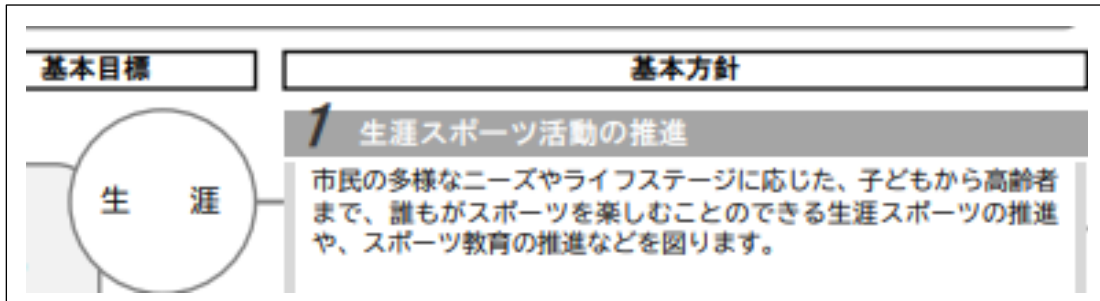 基本目標
基本方針
1 生涯スポーツ活動の推進
生 涯
市民の多様なニーズやライフステージに応じた、子どもから高齢者
まで、誰もがスポーツを楽しむことのできる生涯スポーツの推進
や、スポーツ教育の推進などを図ります。